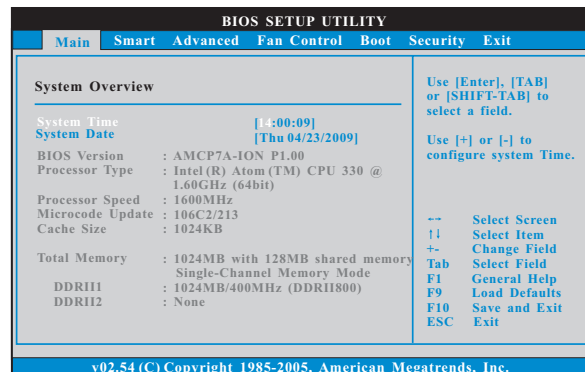 BIOS SETUP UTILITY
Main Smart Advanced Fan Control Boot Security Exit
System Overview
System Time [14:00:09]
System Date [Thu 04/23/2009]
BIOS Version : AMCP7A-ION P1.00
Processor Type : Intel (R) Atom (TM) CPU 330 @
1.60GHz (64bit)
Processor Speed : 1600MHz
Microcode Update : 106C2/213
Cache Size : 1024KB
Total Memory : 1024MB with 128MB shared memory
Single-Channel Memory Mode
DDRII1 : 1024MB/400MHz (DDRII800)
DDRII2 : None
Use [Enter], [TAB]
or [SHIFT-TAB] to
select a field.
Use [+] or [-] to
configure system Time.
←→ Select Screen
↑↓ Select Item
+- Change Field
Tab Select Field
F1 General Help
F9 Load Defaults
F10 Save and Exit
ESC Exit
v02.54 (C) Copyright 1985-2005, American Megatrends, Inc.